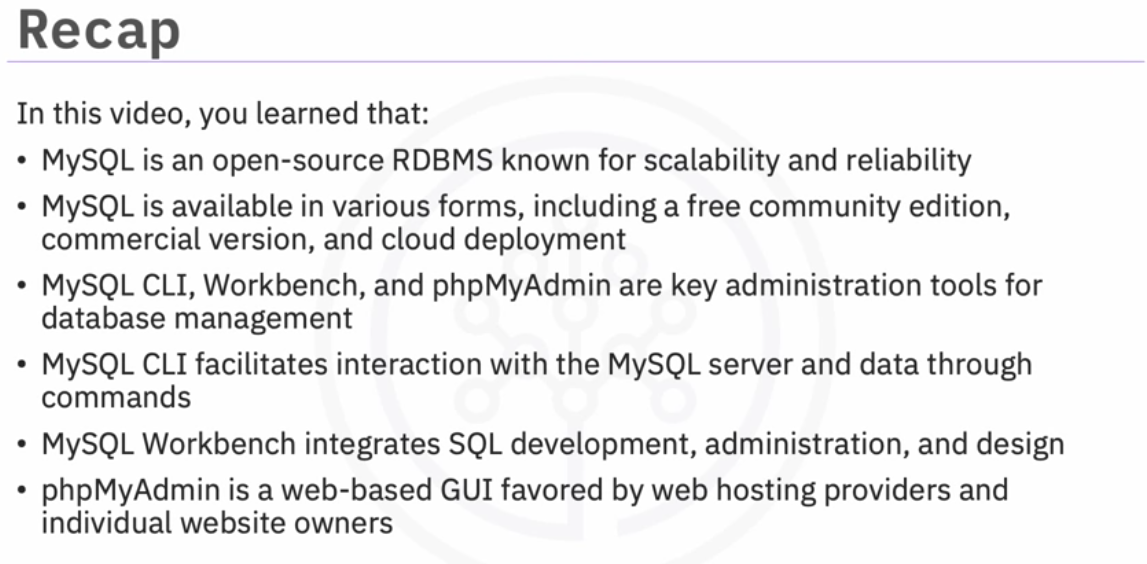 Recap
In this video, you learned that:
• MySQL is an open-source RDBMS known for scalability and reliability
• MySQL is available in various forms, including a free community edition,
commercial version, and cloud deployment
• MySQL CLI, Workbench, and phpMyAdmin are key administration tools for
database management
• MySQL CLI facilitates interaction with the MySQL server and data through
commands
• MySQL Workbench integrates SQL development, administration, and design
• phpMyAdmin is a web-based GUI favored by web hosting providers and
individual website owners